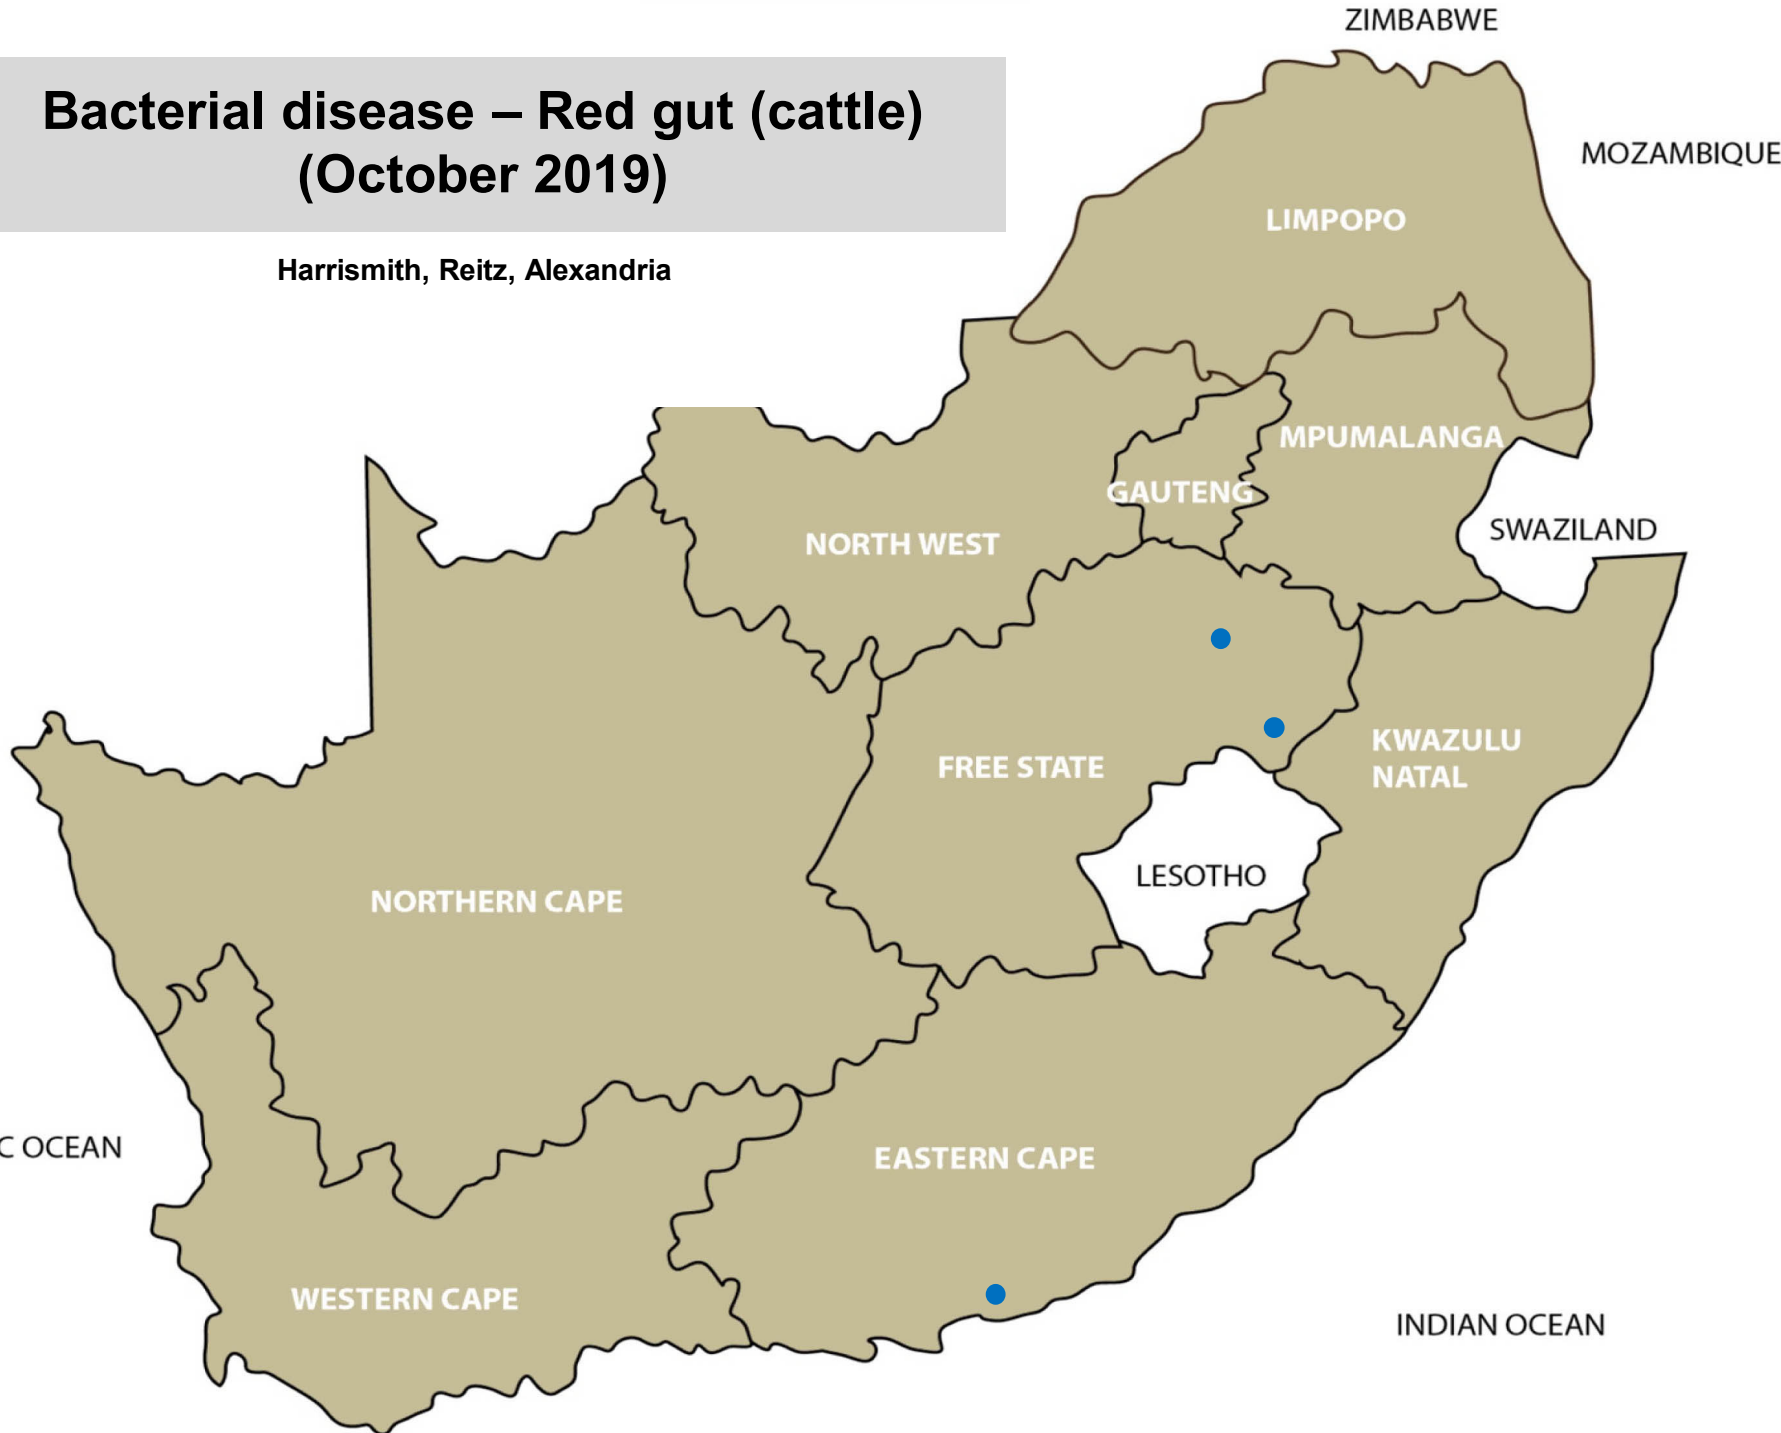 ZIMBABWE
Bacterial disease – Red gut (cattle)
(October 2019)
MOZAMBIQUE
LIMPOPO
Harrismith, Reitz, Alexandria
MPUMALANGA
GAUTENG
SWAZILAND
NORTH WEST
KWAZULU
NATAL
FREE STATE
LESOTHO
NORTHERN CAPE
C OCEAN
EASTERN CAPE
WESTERN CAPE
INDIAN OCEAN